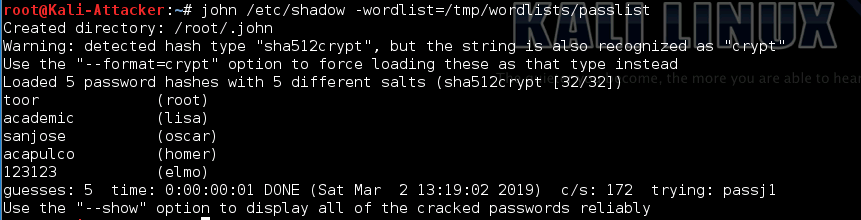 root@Kali-Attacker:~# john /etc/shadow -wordlist=/tmp/wordlists/passlist
Created directory: /root/.john
Warning: detected hash type "sha512crypt", but the string is also recognized as "crypt"
Use the "--format=crypt" option to force loading these as that type instead
Loaded 5 password hashes with 5 different salts (sha512crypt [32/32])
toor             (root)
academic         (lisa)
sanjose          (oscar)
acapulco         (homer)
123123           (elmo)
guesses: 5  time: 0:00:00:01 DONE (Sat Mar  2 13:19:02 2019)  c/s: 172  trying: passj1
Use the "--show" option to display all of the cracked passwords reliably
KALI LINUX
ome, the more you are able to hear